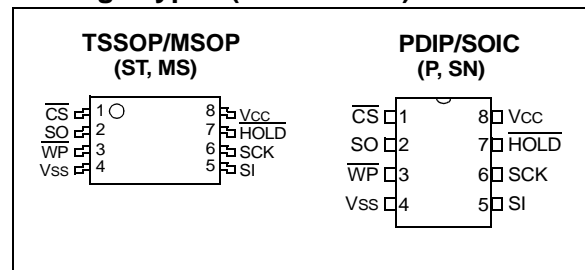 TSSOP/MSOP
(ST, MS)
CS 1 8 Vcc
SO 2 7 HOLD
WP 3 6 SCK
Vss 4 5 SI
PDIP/SOIC
(P, SN)
CS 1 8 Vcc
SO 2 7 HOLD
WP 3 6 SCK
Vss 4 5 SI